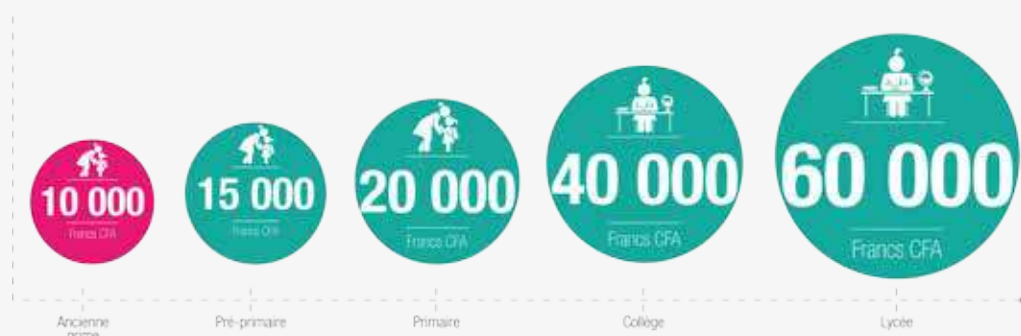 10 000
Francs CFA
15 000
Francs CFA
20 000
Francs CFA
40 000
Francs CFA
60 000
Francs CFA
Ancienne
prime
Pré-primaire
Primaire
Collège
Lycée